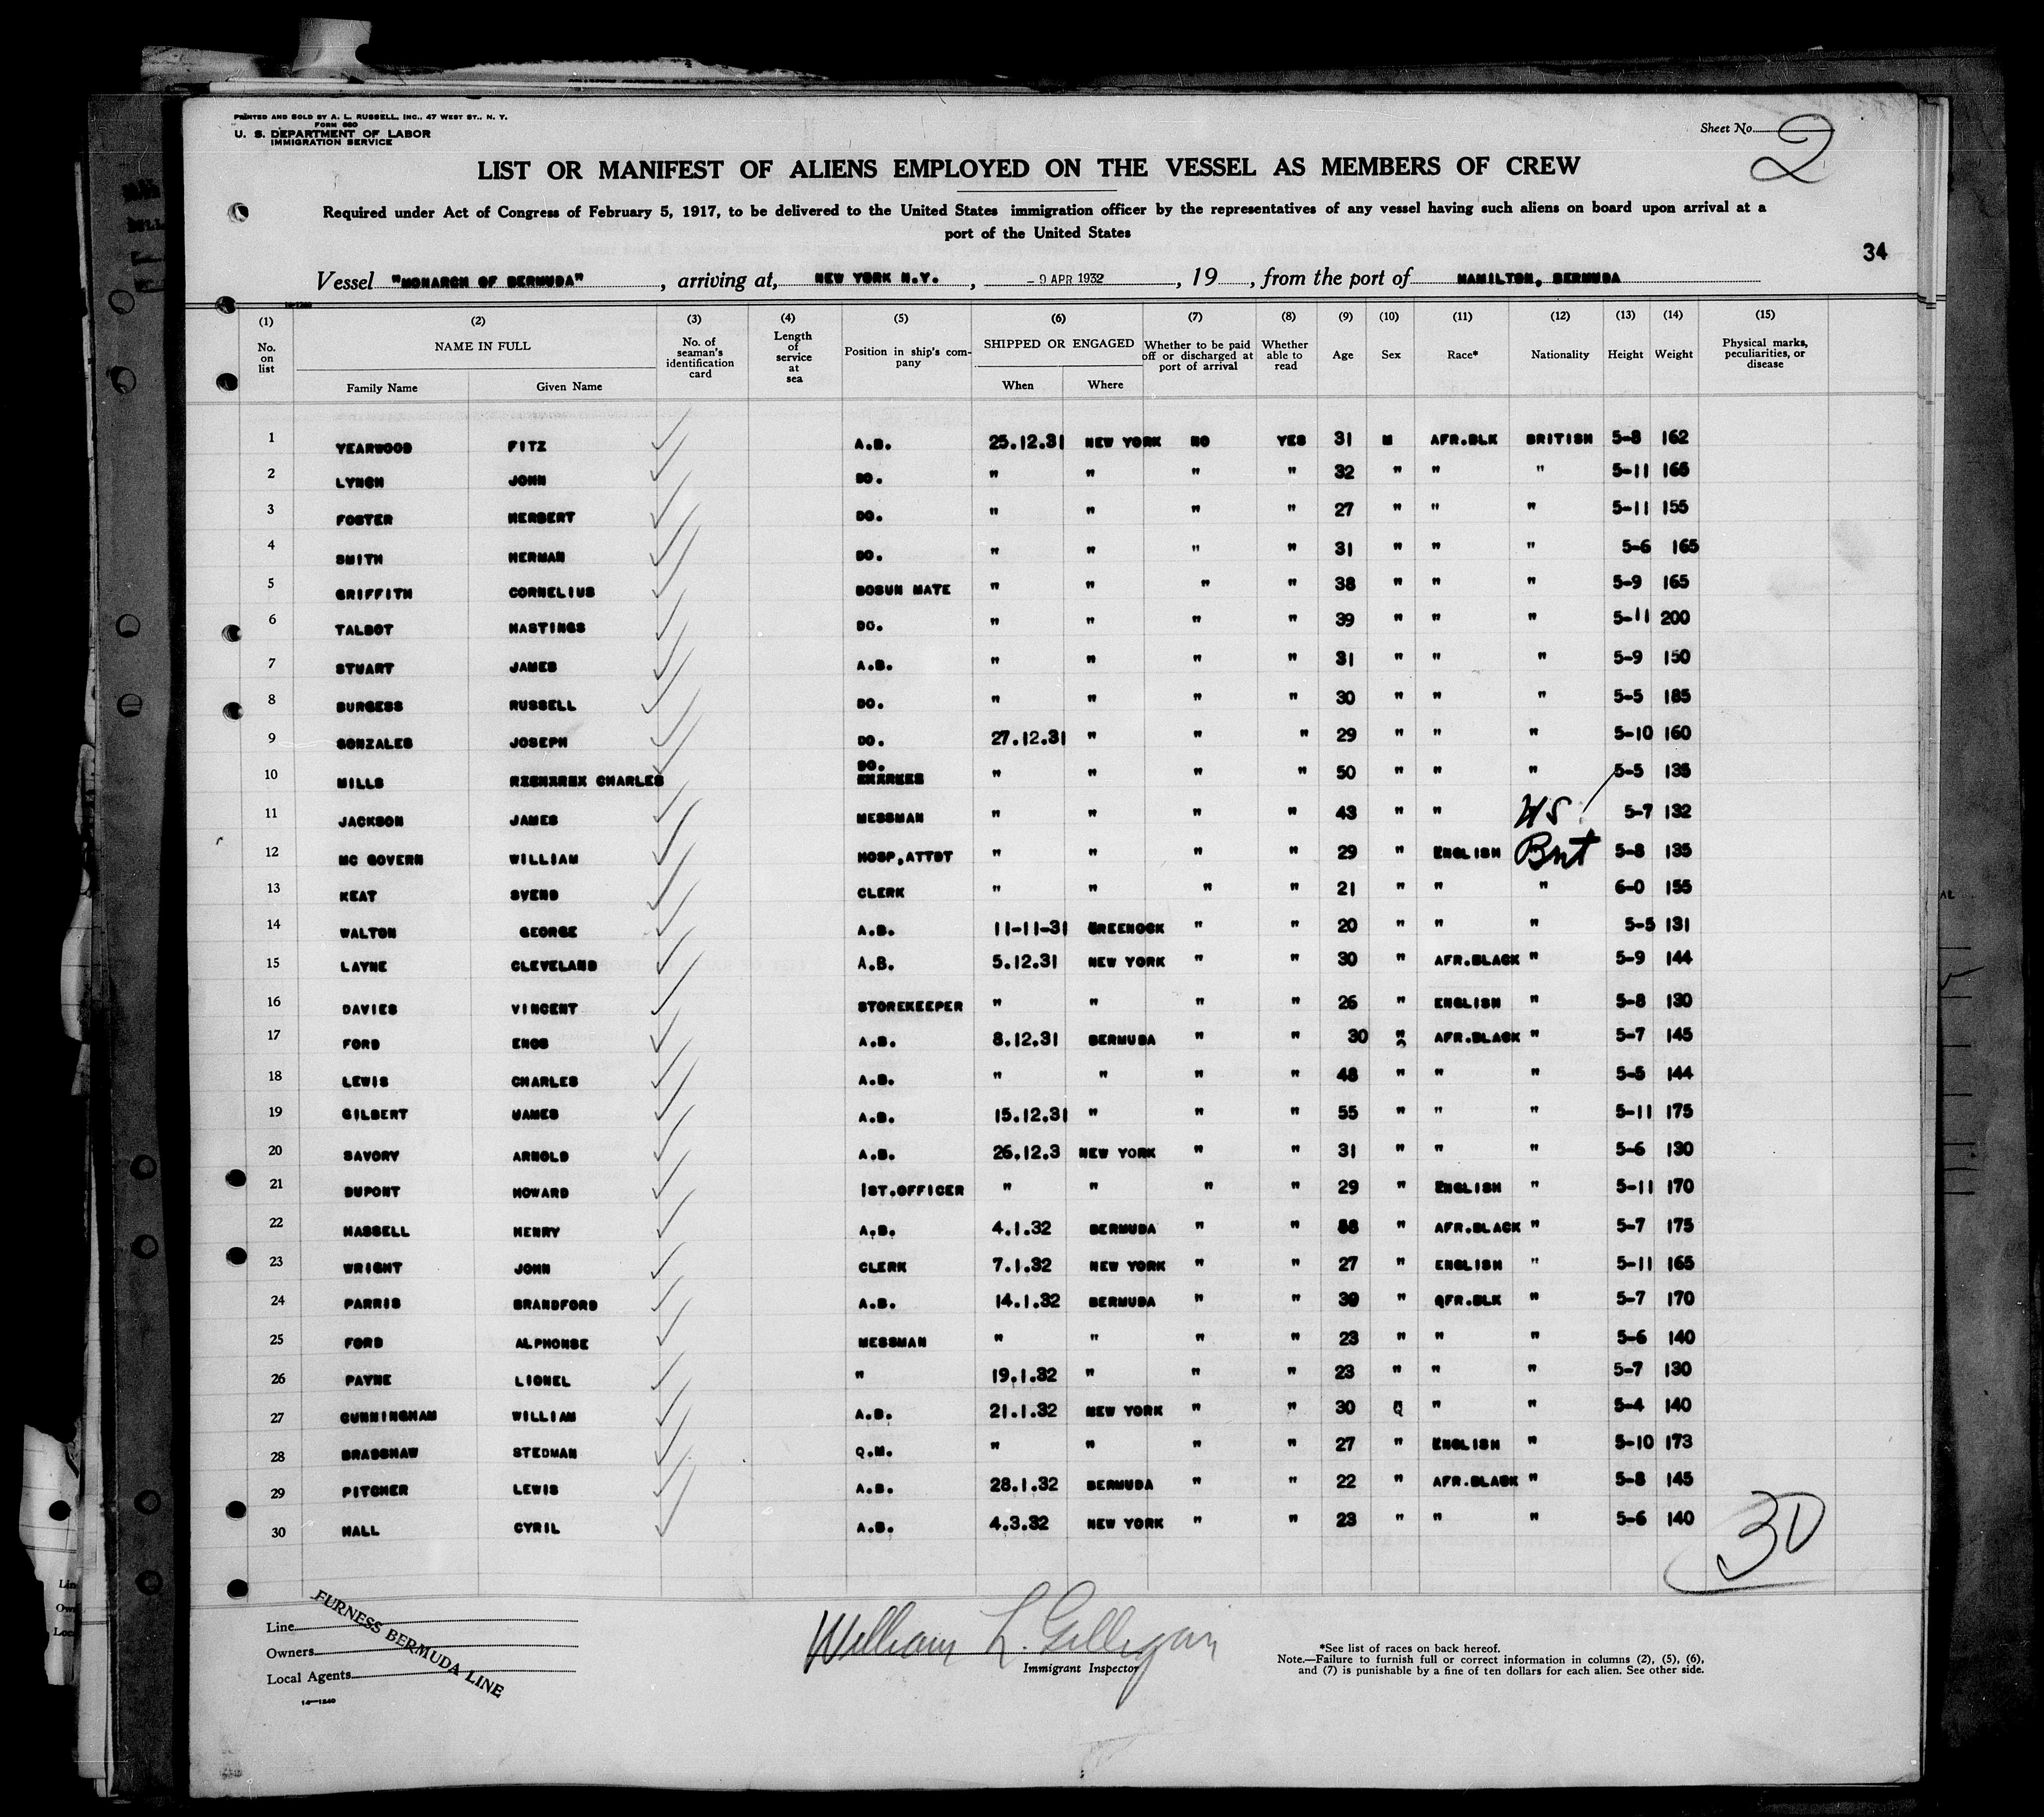 PRINTED AND SOLD BY A. L. RUSSELL, INC., 47 WEST ST., N. Y.
FORM 680
U. S. DEPARTMENT OF LABOR
IMMIGRATION SERVICE
Sheet No. 2
LIST OR MANIFEST OF ALIENS EMPLOYED ON THE VESSEL AS MEMBERS OF CREW
Required under Act of Congress of February 5, 1917, to be delivered to the United States immigration officer by the representatives of any vessel having such aliens on board upon arrival at a
port of the United States
34
Vessel "MONARCH OF BERMUDA", arriving at, NEW YORK N.Y., - 9 APR 1932, 19 , from the port of HAMILTON, BERMUDA
(1) (2) (3) (4) (5) (6) (7) (8) (9) (10) (11) (12) (13) (14) (15)
No. on list NAME IN FULL Family Name Given Name No. of seaman's identification card Length of service at sea Position in ship's company SHIPPED OR ENGAGED When Where Whether to be paid off or discharged at port of arrival Whether able to read Age Sex Race* Nationality Height Weight Physical marks, peculiarities, or disease
1 YEARWOOD FITZ A.B. 25.12.31 NEW YORK NO YES 31 M AFR.BLK BRITISH 5-8 162
2 LYNCH JOHN DO. " " " " 32 " " " 5-11 165
3 FOSTER HERBERT DO. " " " " 27 " " " 5-11 155
4 SMITH HERMAN DO. " " " " 31 " " " 5-6 165
5 GRIFFITH CORNELIUS BOSUN MATE " " " " 38 " " " 5-9 165
6 TALBOT HASTINGS DO. " " " " 39 " " " 5-11 200
7 STUART JAMES A.B. " " " " 31 " " " 5-9 150
8 BURGESS RUSSELL DO. " " " " 30 " " " 5-5 185
9 GONZALES JOSEPH DO. 27.12.31 " " " 29 " " " 5-10 160
10 MILLS CHARLES DO. " " " " 50 " " " 5-5 135
11 JACKSON JAMES MESSMAN " " " " 43 " " US 5-7 132
12 MC GOVERN WILLIAM HOSP,ATTDT " " " " 29 " ENGLISH Brit 5-8 135
13 KEAT SVEND CLERK " " " " 21 " " " 6-0 155
14 WALTON GEORGE A.B. 11-11-31 GREENOCK " " 20 " " " 5-5 131
15 LAYNE CLEVELAND A.B. 5.12.31 NEW YORK " " 30 " AFR.BLACK " 5-9 144
16 DAVIES VINCENT STOREKEEPER " " " " 26 " ENGLISH " 5-8 130
17 FORD ENOS A.B. 8.12.31 BERMUDA " " 30 " AFR.BLACK " 5-7 145
18 LEWIS CHARLES A.B. " " " " 48 " " " 5-5 144
19 GILBERT JAMES A.B. 15.12.31 " " " 55 " " " 5-11 175
20 SAVORY ARNOLD A.B. 26.12.3 NEW YORK " " 31 " " " 5-6 130
21 DUPONT HOWARD 1ST.OFFICER " " " " 29 " ENGLISH " 5-11 170
22 HASSELL HENRY A.B. 4.1.32 BERMUDA " " " AFR.BLACK " 5-7 175
23 WRIGHT JOHN CLERK 7.1.32 NEW YORK " " 27 " ENGLISH " 5-11 165
24 PARRIS BRANDFORD A.B. 14.1.32 BERMUDA " " 39 " QFR.BLK " 5-7 170
25 FORD ALPHONSE MESSMAN " " " " 23 " " " 5-6 140
26 PAYNE LIONEL " 19.1.32 " " " 23 " " " 5-7 130
27 CUNNINGHAM WILLIAM A.B. 21.1.32 NEW YORK " " 30 " " " 5-4 140
28 BRADSHAW STEDMAN Q.M. " " " " 27 " ENGLISH " 5-10 173
29 PITCHER LEWIS A.B. 28.1.32 BERMUDA " " 22 " AFR.BLACK " 5-8 145
30 HALL CYRIL A.B. 4.3.32 NEW YORK " " 23 " " " 5-6 140
30
Line
Owners
Local Agents
FURNESS BERMUDA LINE
14—1240
William L. Gilligan
Immigrant Inspector
*See list of races on back hereof.
Note.—Failure to furnish full or correct information in columns (2), (5), (6),
and (7) is punishable by a fine of ten dollars for each alien. See other side.